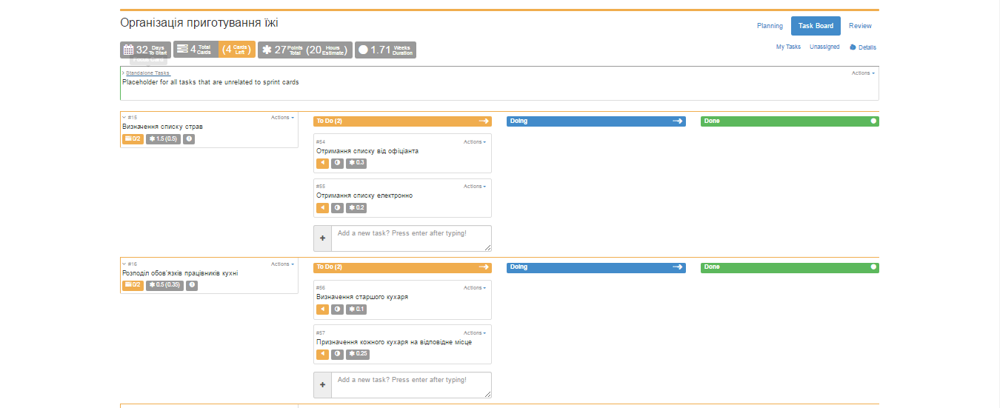 Організація приготування їжі
Planning Task Board Review
32 Days To Start 4 Total Cards (4 Cards Left) 27 Points Total (20 Hours Estimate) 1.71 Weeks Duration
My Tasks Unassigned Details
Standalone Tasks Actions
Placeholder for all tasks that are unrelated to sprint cards
#15 Actions
Визначення списку страв
0/2 1.5 (0.5)
To Do (2) Doing Done
#54 Actions
Отримання списку від офіціанта
0.3
#55 Actions
Отримання списку електронно
0.2
Add a new task? Press enter after typing!
#16 Actions
Розподіл обов'язків працівників кухні
0/2 0.5 (0.35)
To Do (2) Doing Done
#56 Actions
Визначення старшого кухаря
0.1
#57 Actions
Призначення кожного кухаря на відповідне місце
0.25
Add a new task? Press enter after typing!